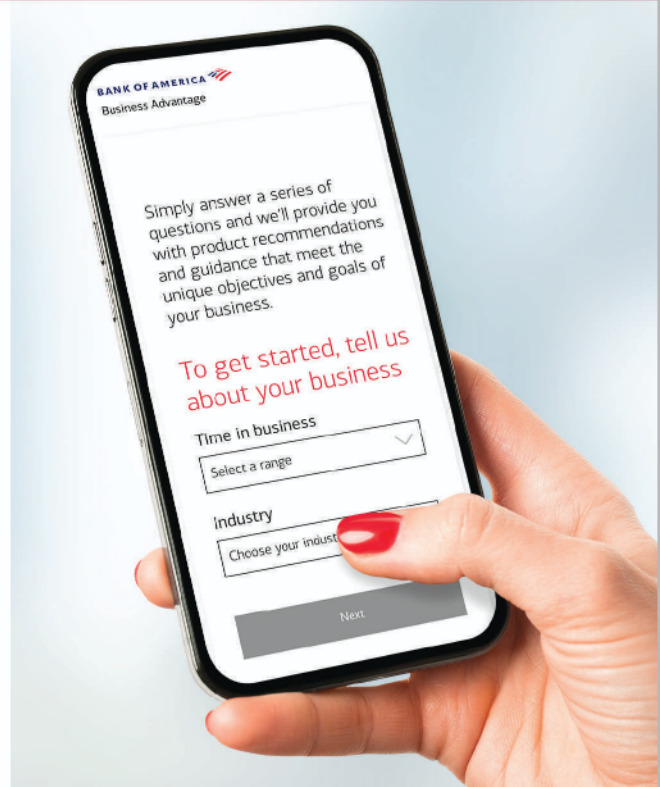 BANK OF AMERICA
Business Advantage
Simply answer a series of
questions and we'll provide you
with product recommendations
and guidance that meet the
unique objectives and goals of
your business.
To get started, tell us
about your business
Time in business
Select a range
Industry
Choose your
Next